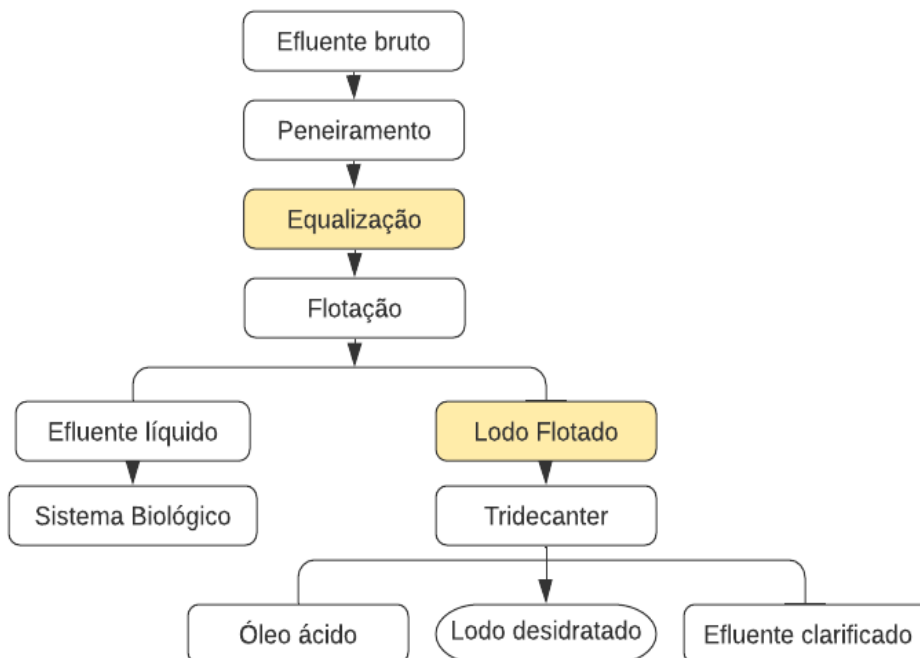 Efluente bruto
Peneiramento
Equalização
Flotação
Efluente líquido
Lodo Flotado
Sistema Biológico
Tridecanter
Óleo ácido
Lodo desidratado
Efluente clarificado